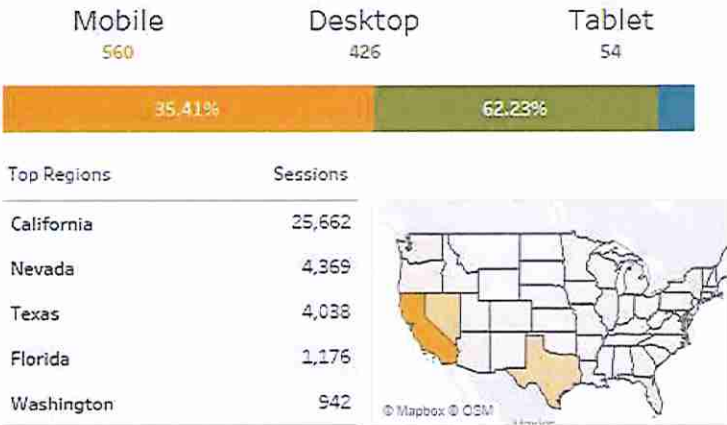 Mobile Desktop Tablet
560 426 54
35.41% 62.23%
Top Regions Sessions
California 25,662
Nevada 4,369
Texas 4,038
Florida 1,176
Washington 942
© Mapbox © OSM
Mexico